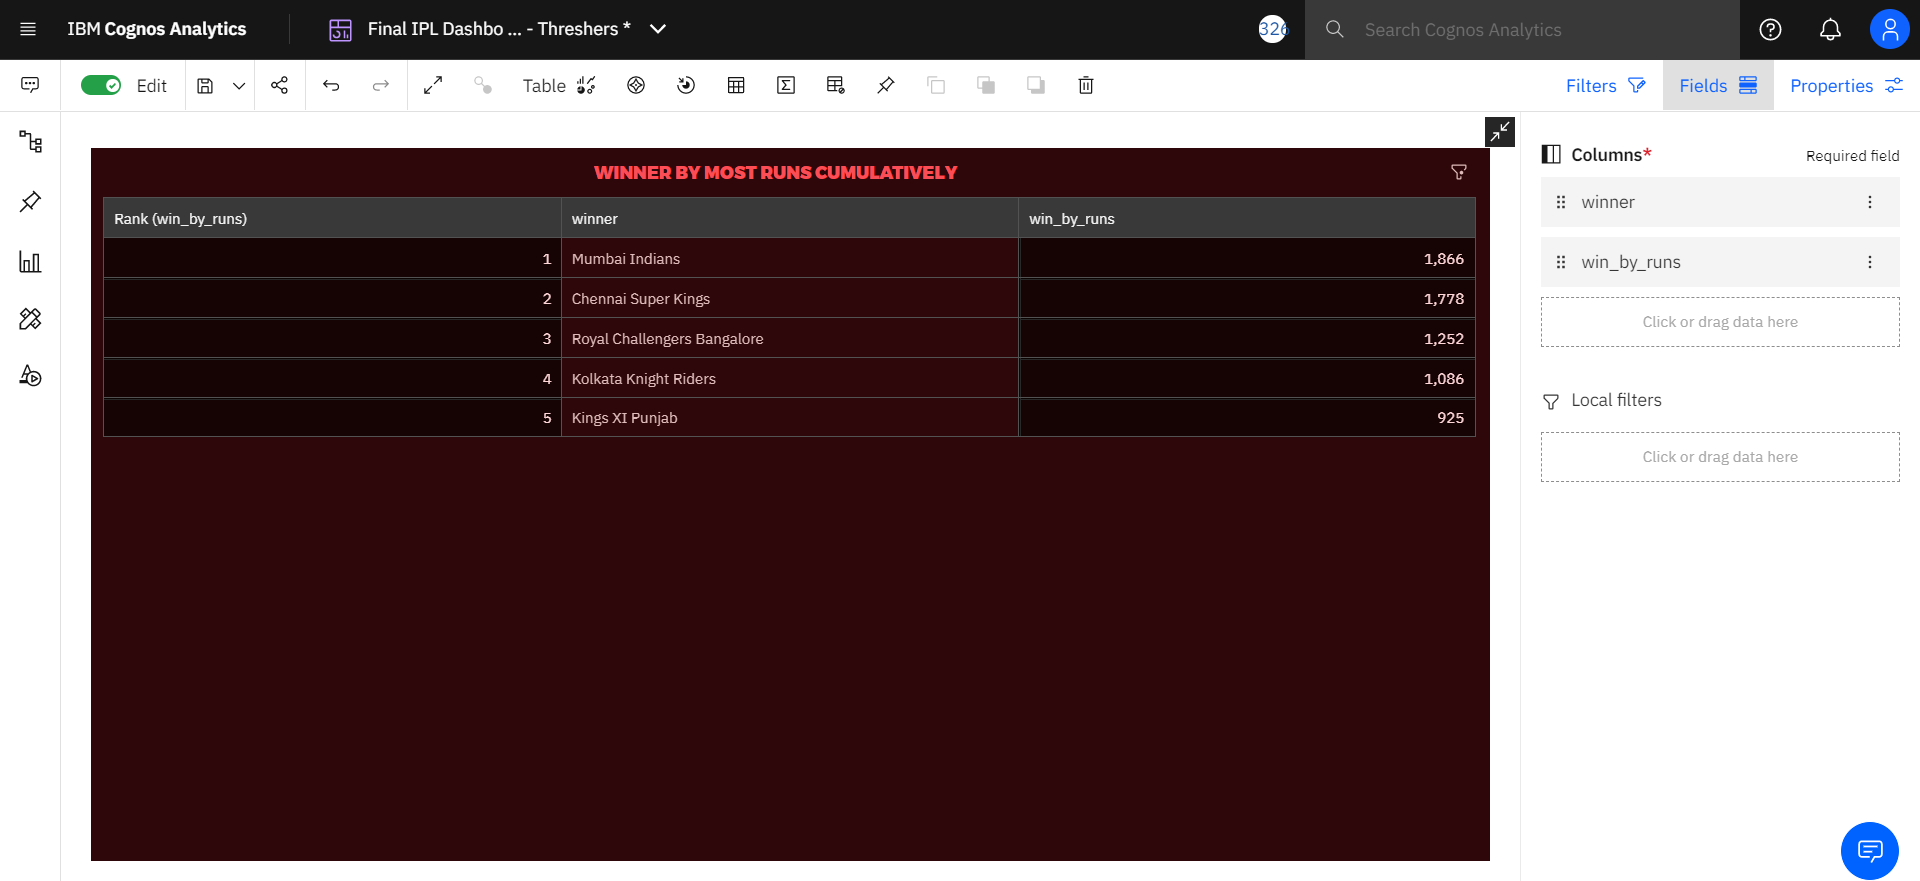 IBM Cognos Analytics
Final IPL Dashbo ... - Threshers *
326
Search Cognos Analytics
Edit
Table
Filters
Fields
Properties
WINNER BY MOST RUNS CUMULATIVELY
Rank (win_by_runs) winner win_by_runs
1 Mumbai Indians 1,866
2 Chennai Super Kings 1,778
3 Royal Challengers Bangalore 1,252
4 Kolkata Knight Riders 1,086
5 Kings XI Punjab 925
Columns* Required field
winner
win_by_runs
Click or drag data here
Local filters
Click or drag data here